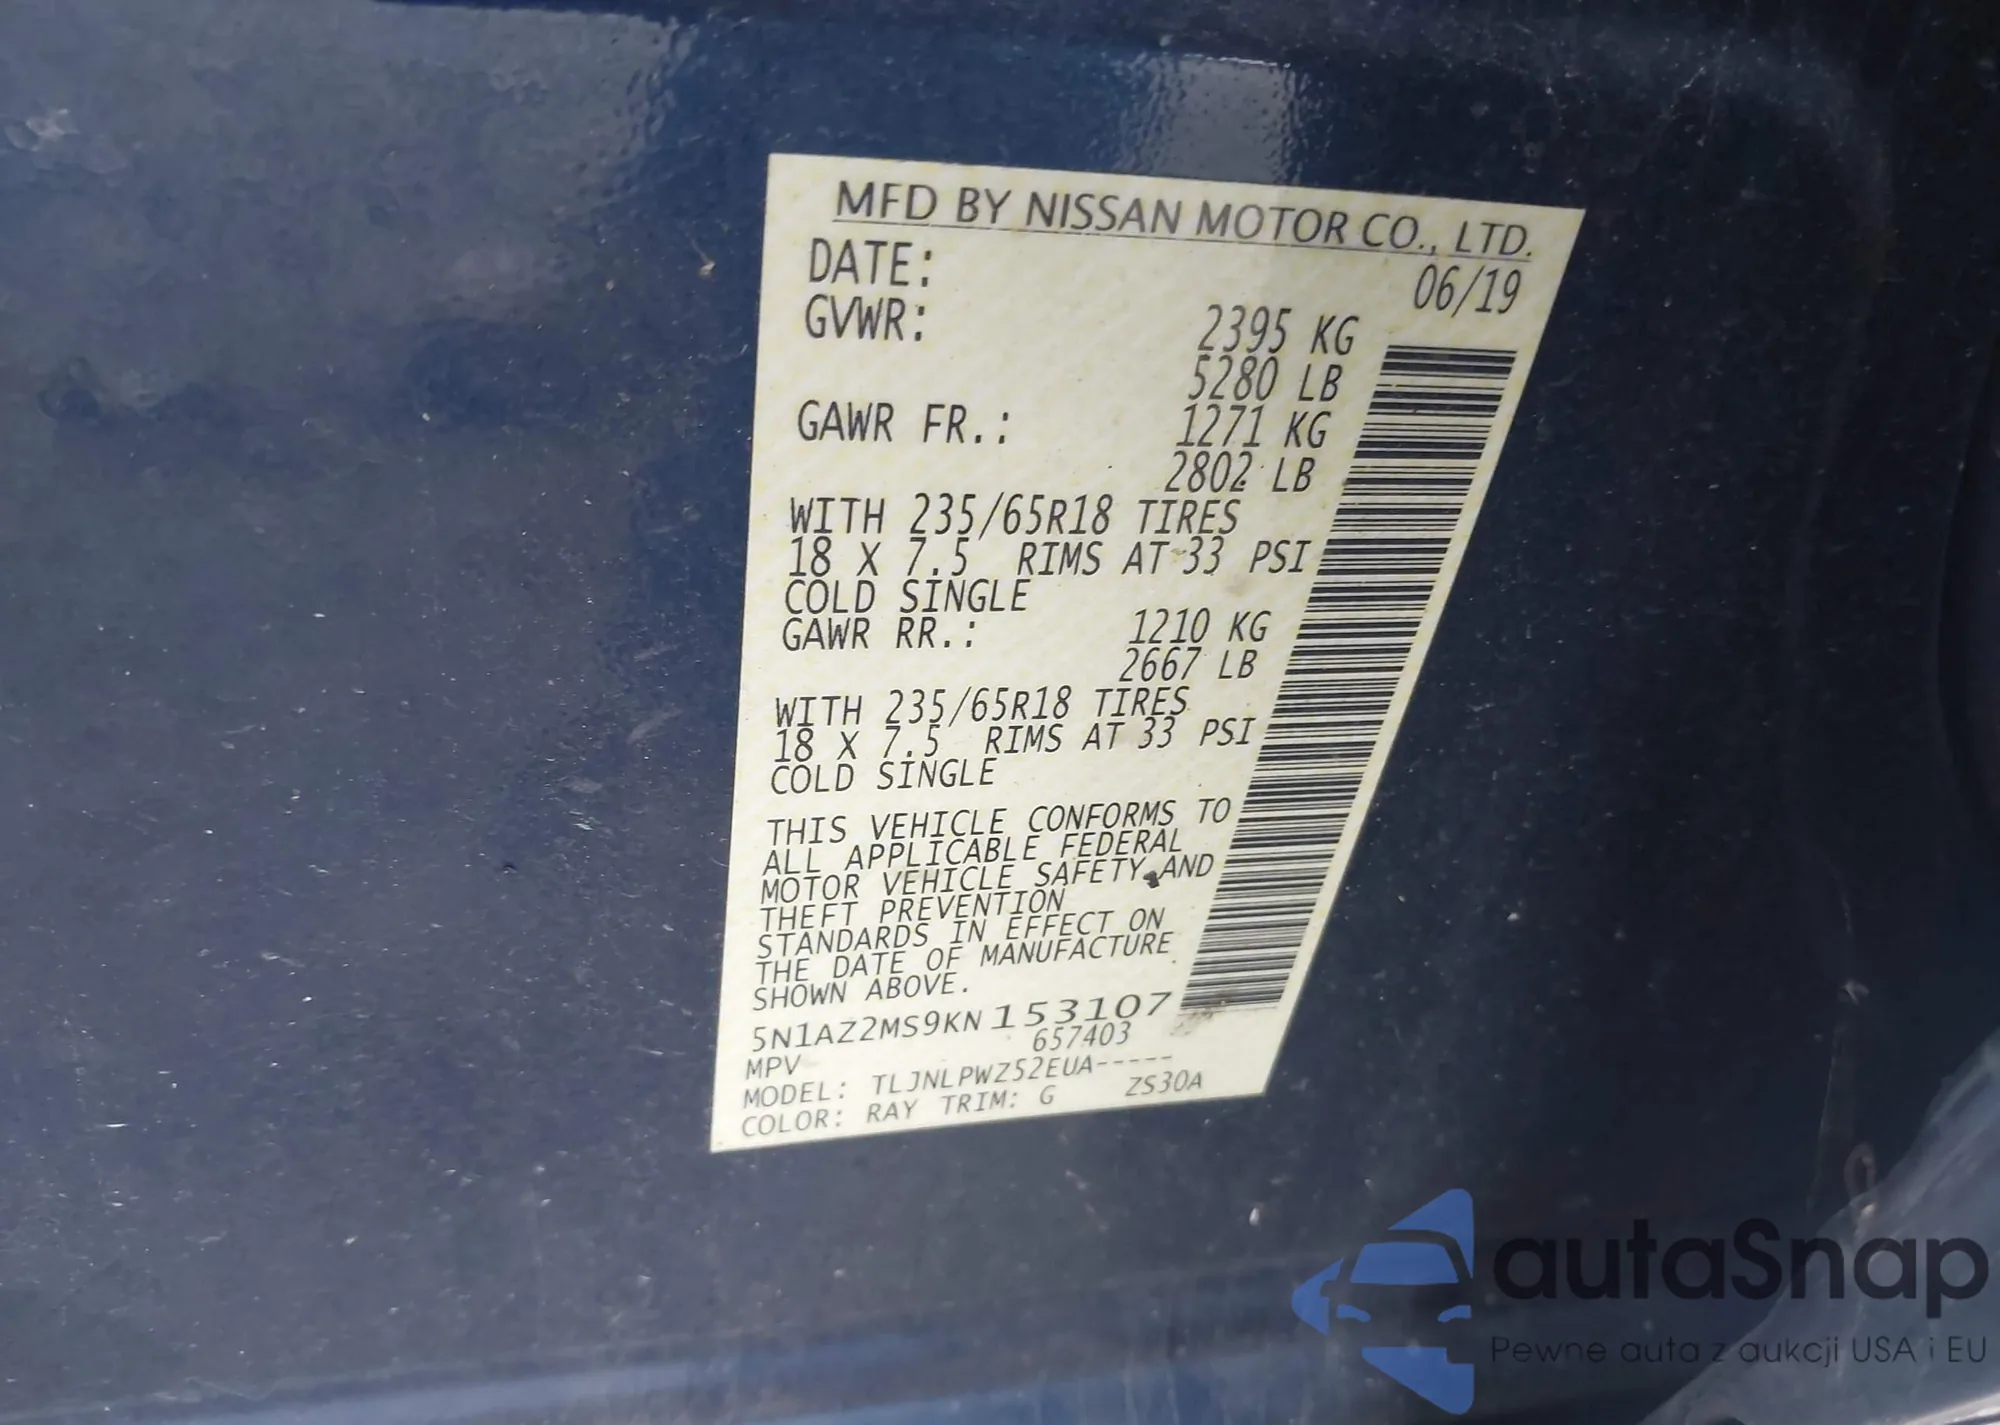 MFD BY NISSAN MOTOR CO., LTD.
DATE: 06/19
GVWR: 2395 KG
5280 LB
GAWR FR.: 1271 KG
2802 LB
WITH 235/65R18 TIRES
18 X 7.5 RIMS AT 33 PSI
COLD SINGLE
GAWR RR.: 1210 KG
2667 LB
WITH 235/65R18 TIRES
18 X 7.5 RIMS AT 33 PSI
COLD SINGLE
THIS VEHICLE CONFORMS TO
ALL APPLICABLE FEDERAL
MOTOR VEHICLE SAFETY AND
THEFT PREVENTION
STANDARDS IN EFFECT ON
THE DATE OF MANUFACTURE
SHOWN ABOVE.
5N1AZ2MS9KN153107
657403
MPV
MODEL: TLJNLPWZ52EUA-----
COLOR: RAY TRIM: G ZS30A
autaSnap
Pewne auta z aukcji USA i EU